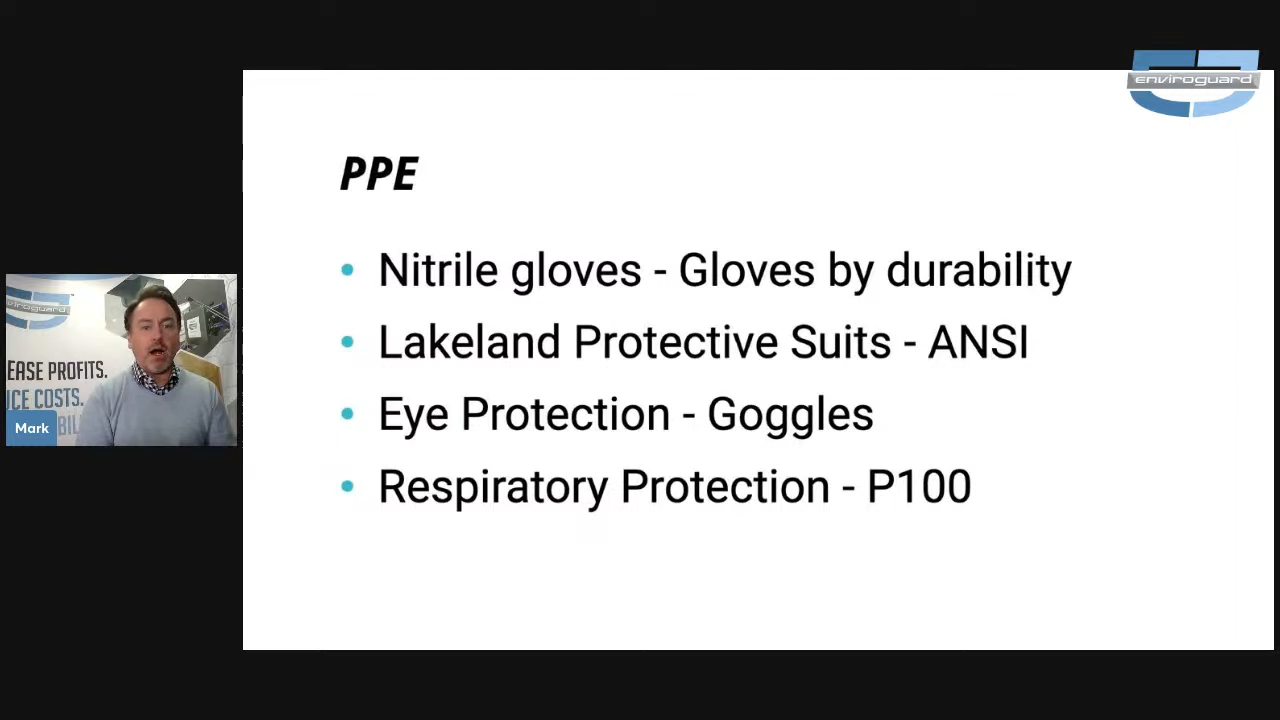 enviroguard
PPE
• Nitrile gloves - Gloves by durability
• Lakeland Protective Suits - ANSI
• Eye Protection - Goggles
• Respiratory Protection - P100
EASE PROFITS.
COSTS.
Mark